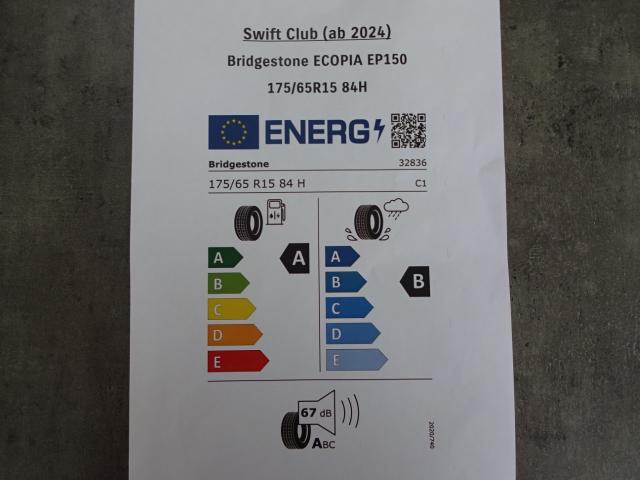 Swift Club (ab 2024)
Bridgestone ECOPIA EP150
175/65R15 84H
ENERG
Bridgestone 32836
175/65 R15 84 H C1
A A A
B B B
C C
D D
E E
67 dB
ABC
2020/740